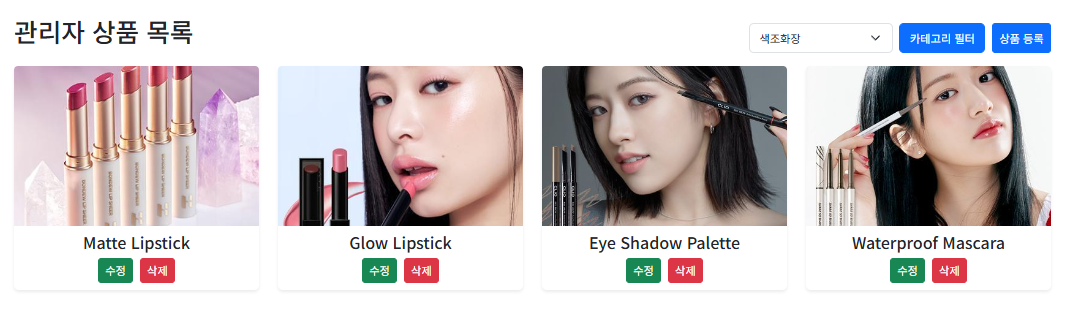 관리자 상품 목록
색조화장
카테고리 필터
상품 등록
Matte Lipstick
수정
삭제
Glow Lipstick
수정
삭제
Eye Shadow Palette
수정
삭제
Waterproof Mascara
수정
삭제